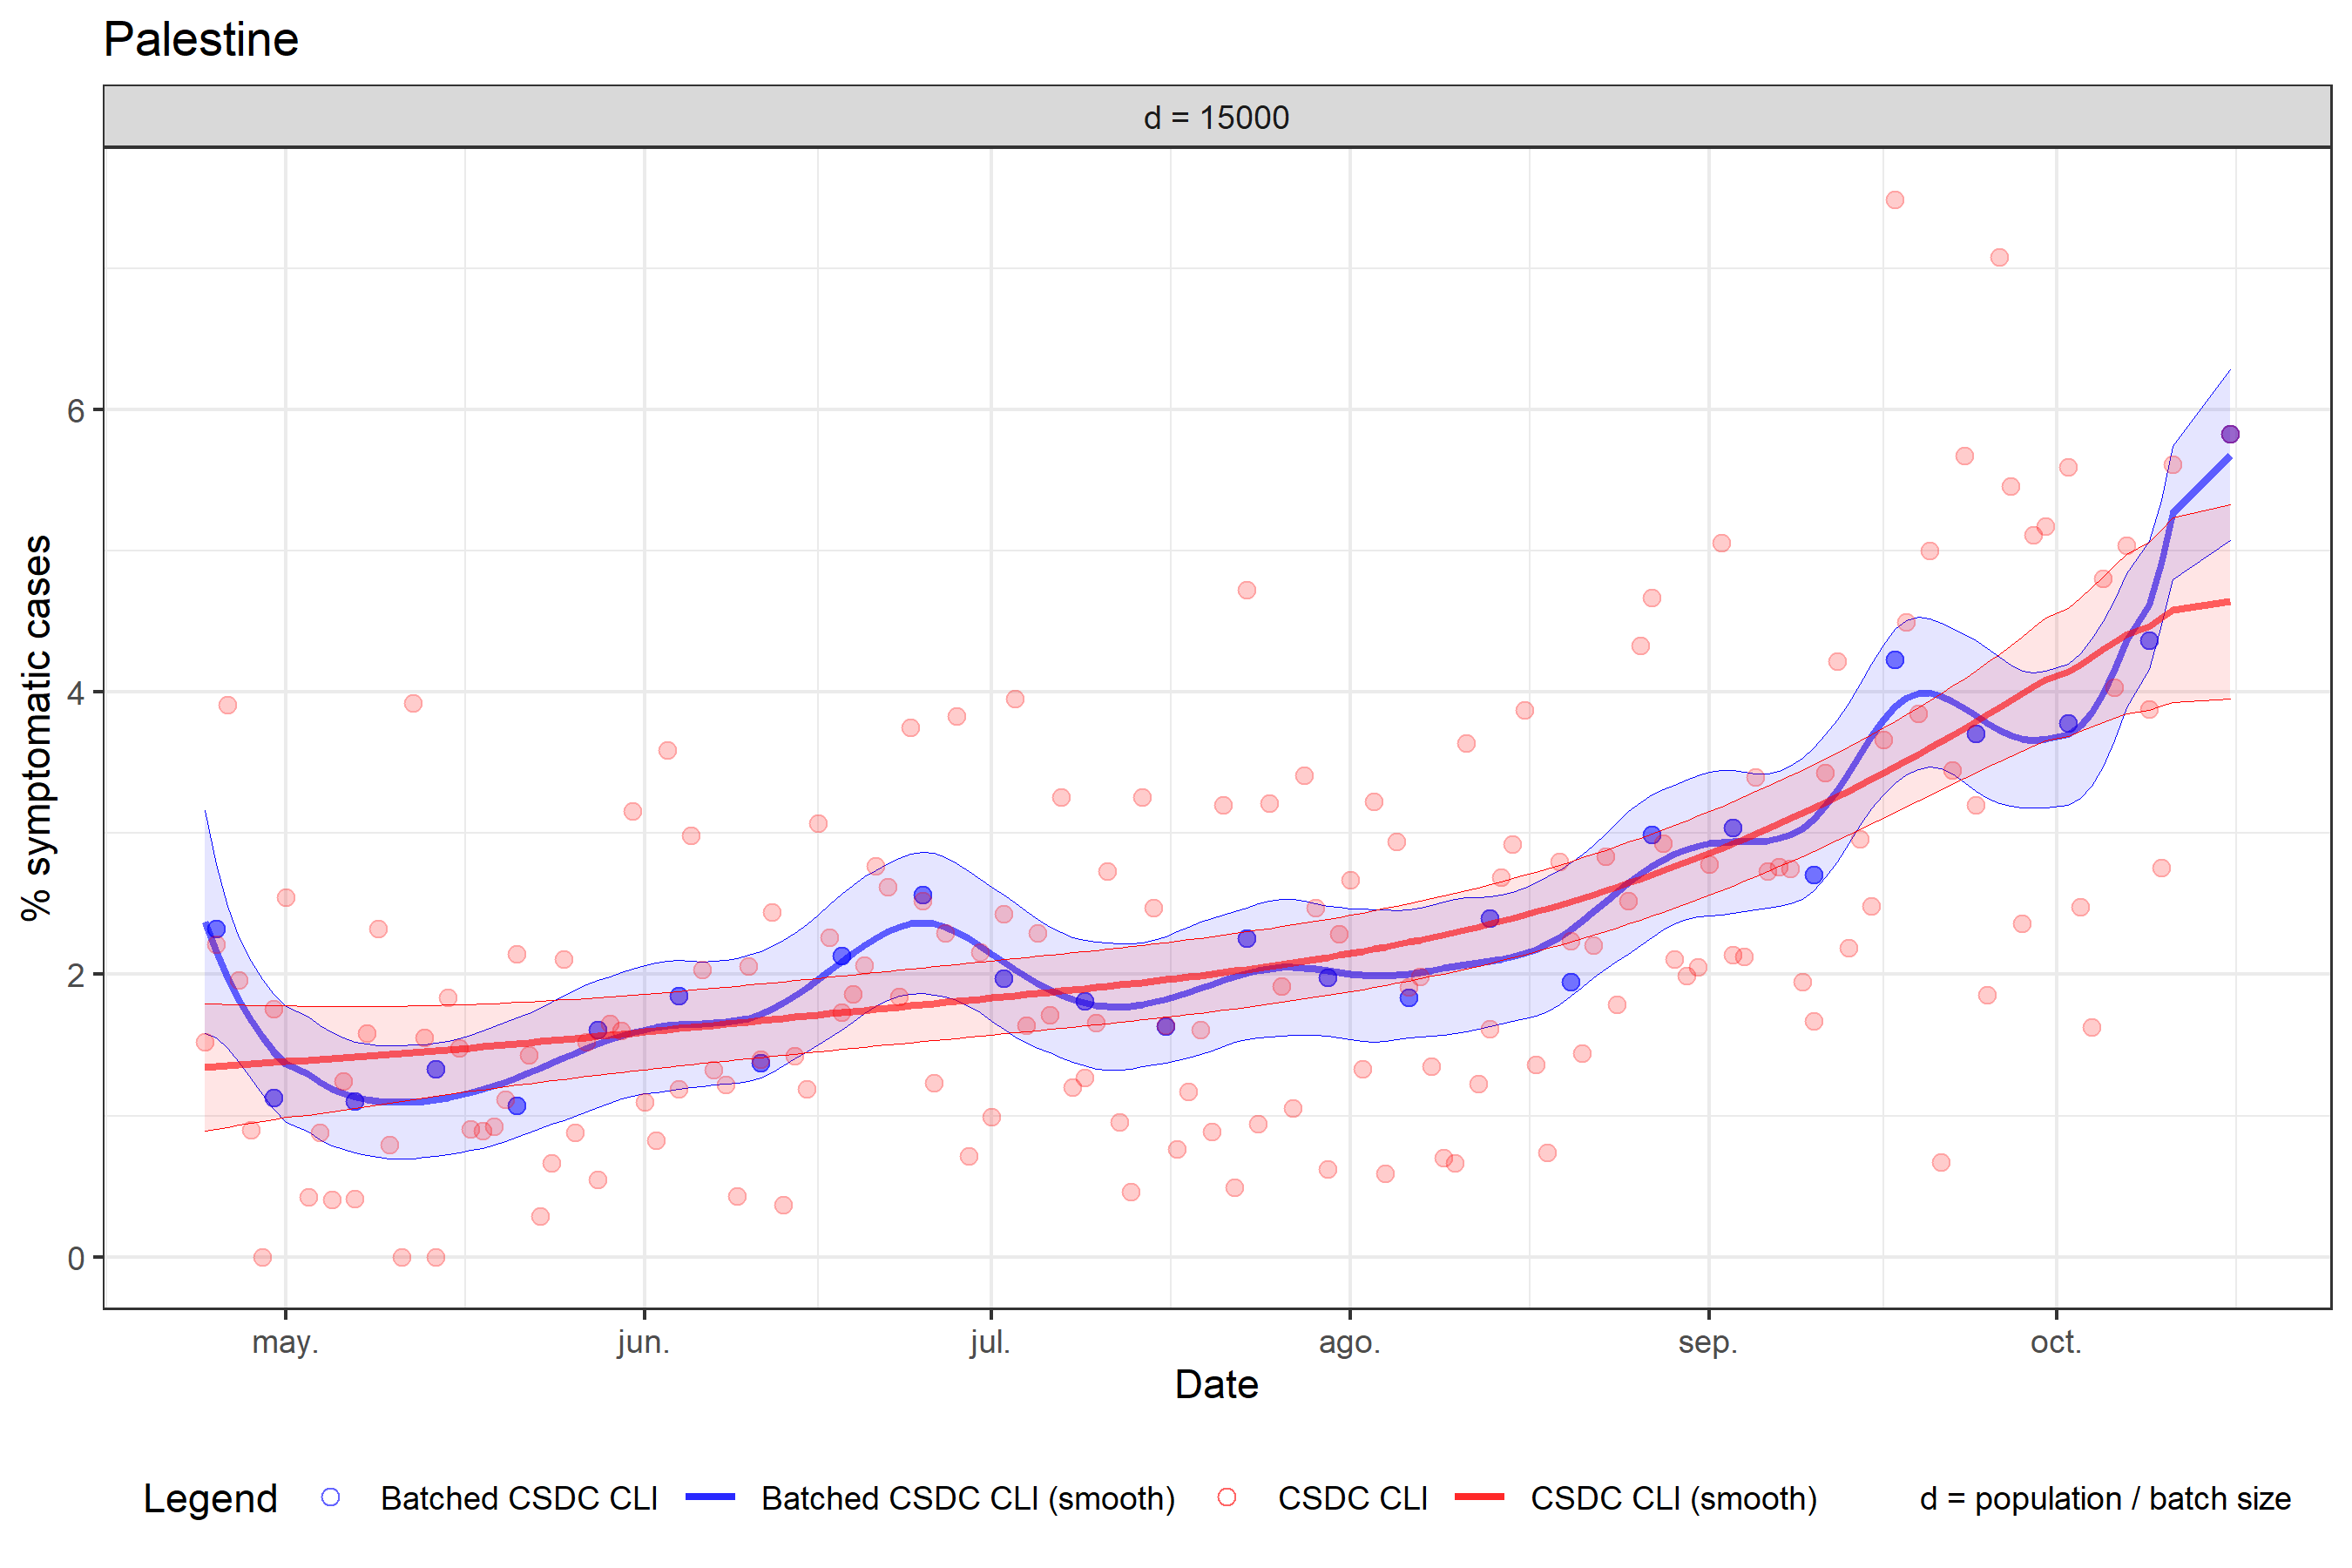 Palestine
d = 15000
% symptomatic cases
6
4
2
0
may.
jun.
jul.
ago.
sep.
oct.
Date
Legend
Batched CSDC CLI
Batched CSDC CLI (smooth)
CSDC CLI
CSDC CLI (smooth)
d = population / batch size